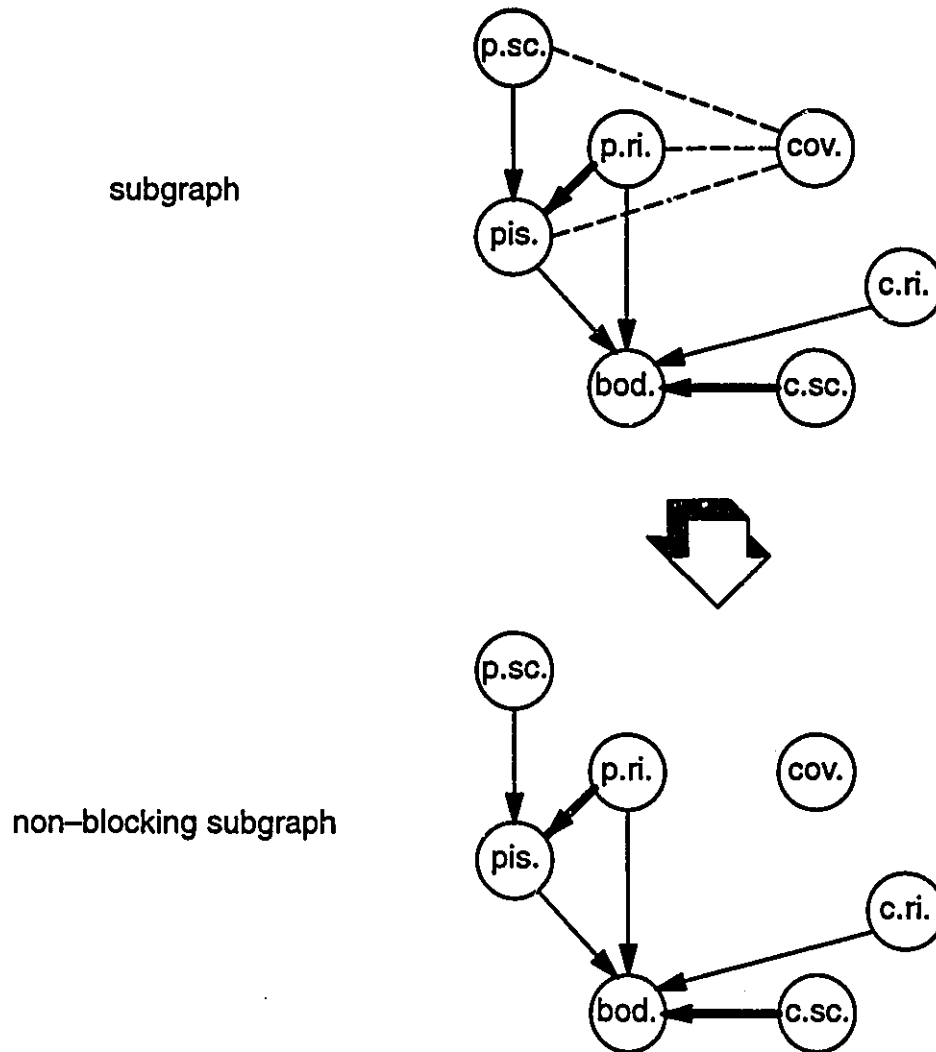 p.sc.
p.ri.
cov.
subgraph
pis.
c.ri.
bod.
c.sc.
p.sc.
p.ri.
cov.
non–blocking subgraph
pis.
c.ri.
bod.
c.sc.